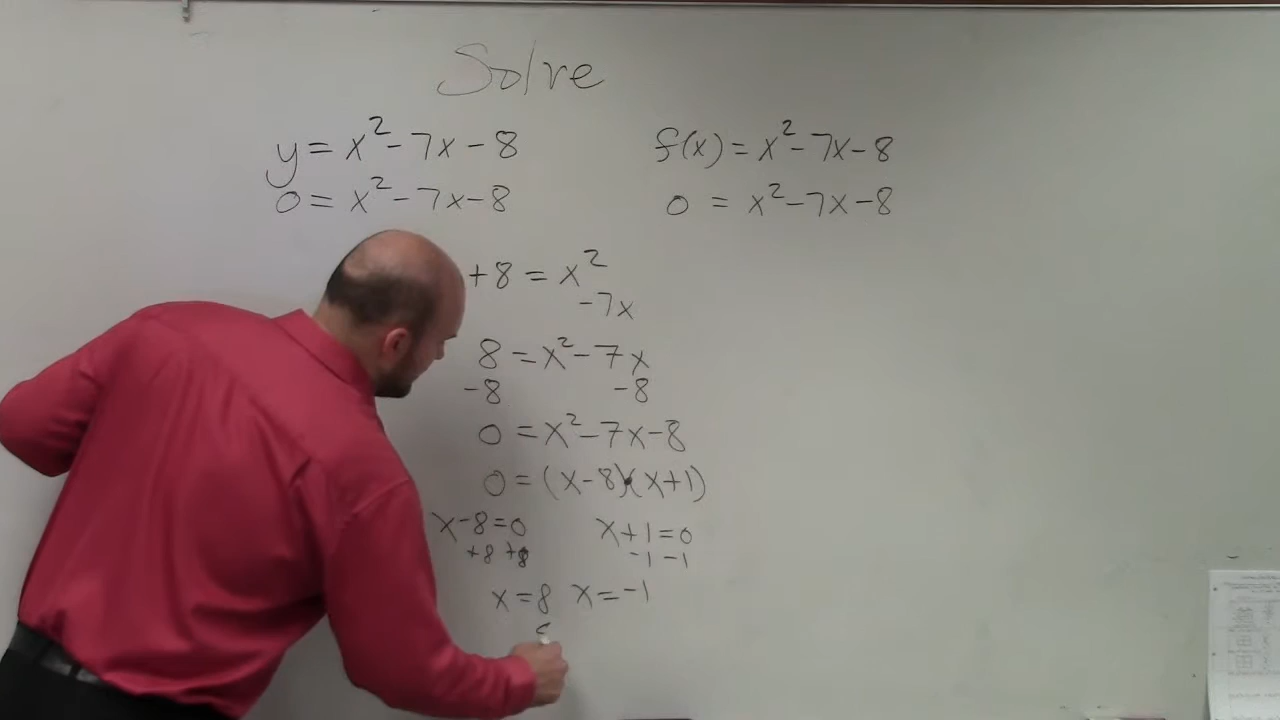 Solve
y = x² - 7x - 8
0 = x² - 7x - 8
f(x) = x² - 7x - 8
0 = x² - 7x - 8
+8 = x²
-7x
8 = x² - 7x
-8 -8
0 = x² - 7x - 8
0 = (x - 8)·(x + 1)
x - 8 = 0 x + 1 = 0
+8 +8 -1 -1
x = 8 x = -1